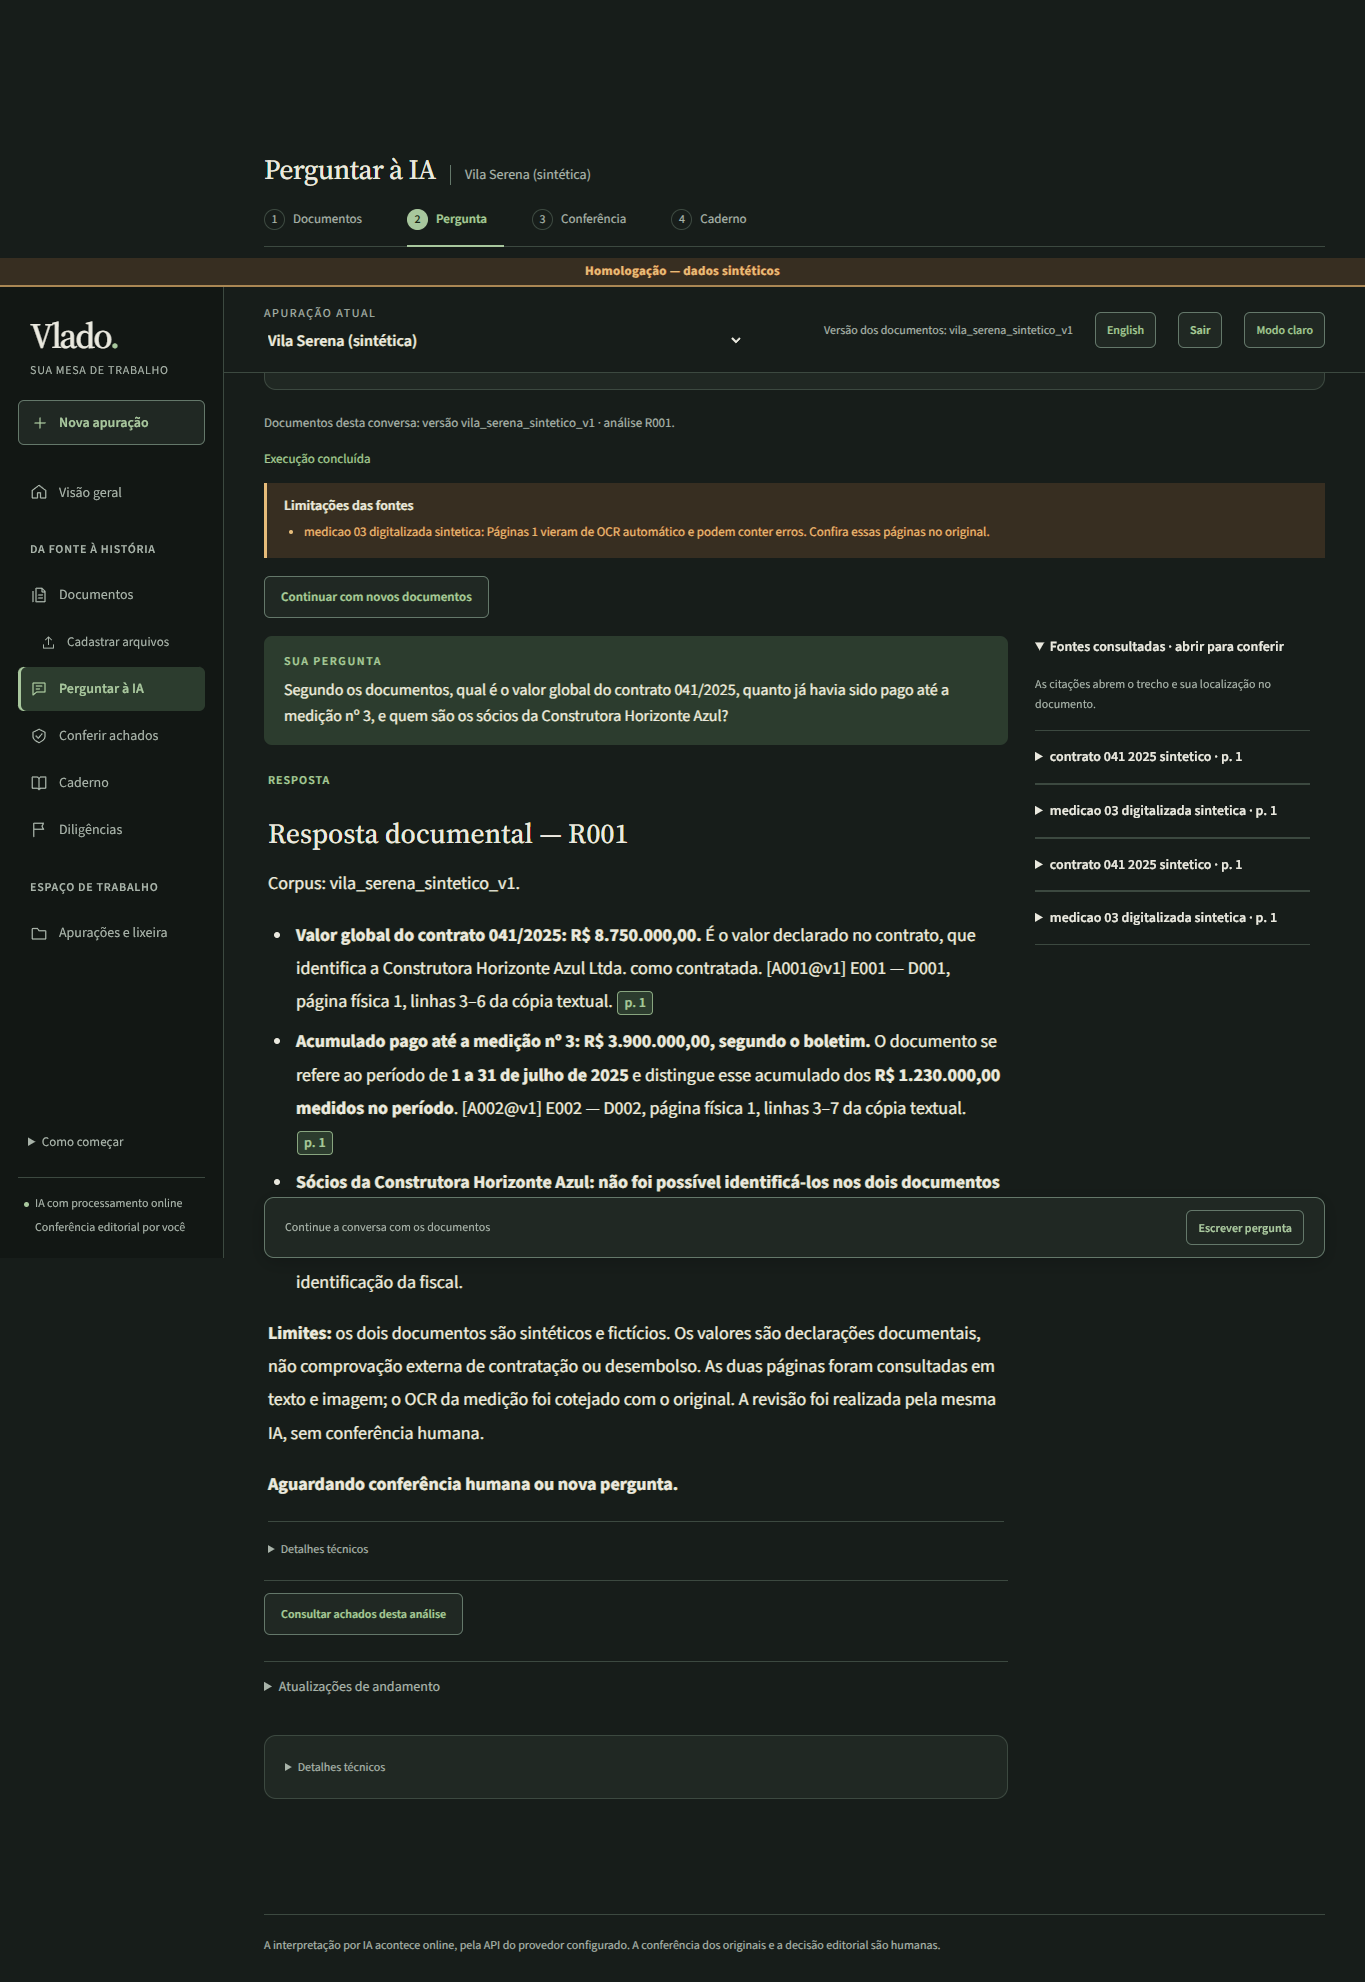 Perguntar à IA
Vila Serena (sintética)
1 Documentos
2 Pergunta
3 Conferência
4 Caderno
Homologação — dados sintéticos
Vlado.
SUA MESA DE TRABALHO
Nova apuração
Visão geral
DA FONTE À HISTÓRIA
Documentos
Cadastrar arquivos
Perguntar à IA
Conferir achados
Caderno
Diligências
ESPAÇO DE TRABALHO
Apurações e lixeira
Como começar
IA com processamento online
Conferência editorial por você
APURAÇÃO ATUAL
Vila Serena (sintética)
Versão dos documentos: vila_serena_sintetico_v1
English
Sair
Modo claro
Documentos desta conversa: versão vila_serena_sintetico_v1 · análise R001.
Execução concluída
Limitações das fontes
• medicao 03 digitalizada sintetica: Páginas 1 vieram de OCR automático e podem conter erros. Confira essas páginas no original.
Continuar com novos documentos
SUA PERGUNTA
Segundo os documentos, qual é o valor global do contrato 041/2025, quanto já havia sido pago até a
medição nº 3, e quem são os sócios da Construtora Horizonte Azul?
RESPOSTA
Resposta documental — R001
Corpus: vila_serena_sintetico_v1.
• Valor global do contrato 041/2025: R$ 8.750.000,00. É o valor declarado no contrato, que
identifica a Construtora Horizonte Azul Ltda. como contratada. [A001@v1] E001 — D001,
página física 1, linhas 3–6 da cópia textual. p. 1
• Acumulado pago até a medição nº 3: R$ 3.900.000,00, segundo o boletim. O documento se
refere ao período de 1 a 31 de julho de 2025 e distingue esse acumulado dos R$ 1.230.000,00
medidos no período. [A002@v1] E002 — D002, página física 1, linhas 3–7 da cópia textual.
p. 1
• Sócios da Construtora Horizonte Azul: não foi possível identificá-los nos dois documentos
Continue a conversa com os documentos
Escrever pergunta
identificação da fiscal.
Limites: os dois documentos são sintéticos e fictícios. Os valores são declarações documentais,
não comprovação externa de contratação ou desembolso. As duas páginas foram consultadas em
texto e imagem; o OCR da medição foi cotejado com o original. A revisão foi realizada pela mesma
IA, sem conferência humana.
Aguardando conferência humana ou nova pergunta.
Detalhes técnicos
Consultar achados desta análise
Atualizações de andamento
Detalhes técnicos
Fontes consultadas · abrir para conferir
As citações abrem o trecho e sua localização no
documento.
contrato 041 2025 sintetico · p. 1
medicao 03 digitalizada sintetica · p. 1
contrato 041 2025 sintetico · p. 1
medicao 03 digitalizada sintetica · p. 1
A interpretação por IA acontece online, pela API do provedor configurado. A conferência dos originais e a decisão editorial são humanas.